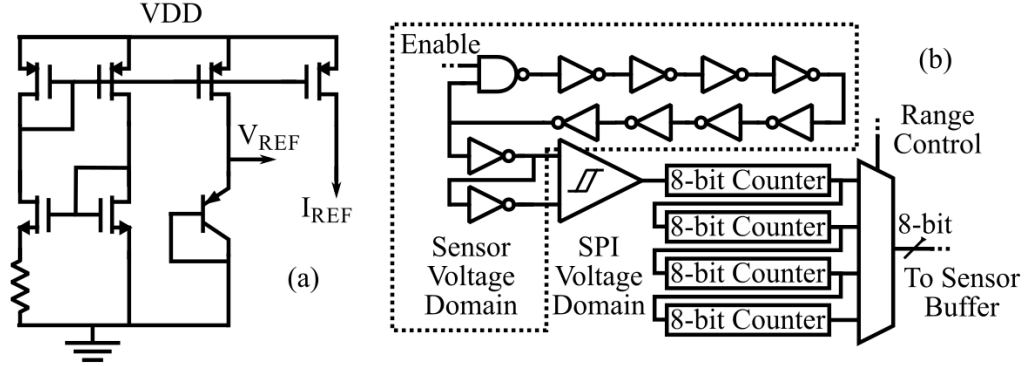 VDD
V_REF
I_REF
(a)
Enable
(b)
Range
Control
8-bit Counter
8-bit Counter
8-bit Counter
8-bit Counter
8-bit
To Sensor
Buffer
Sensor
Voltage
Domain
SPI
Voltage
Domain